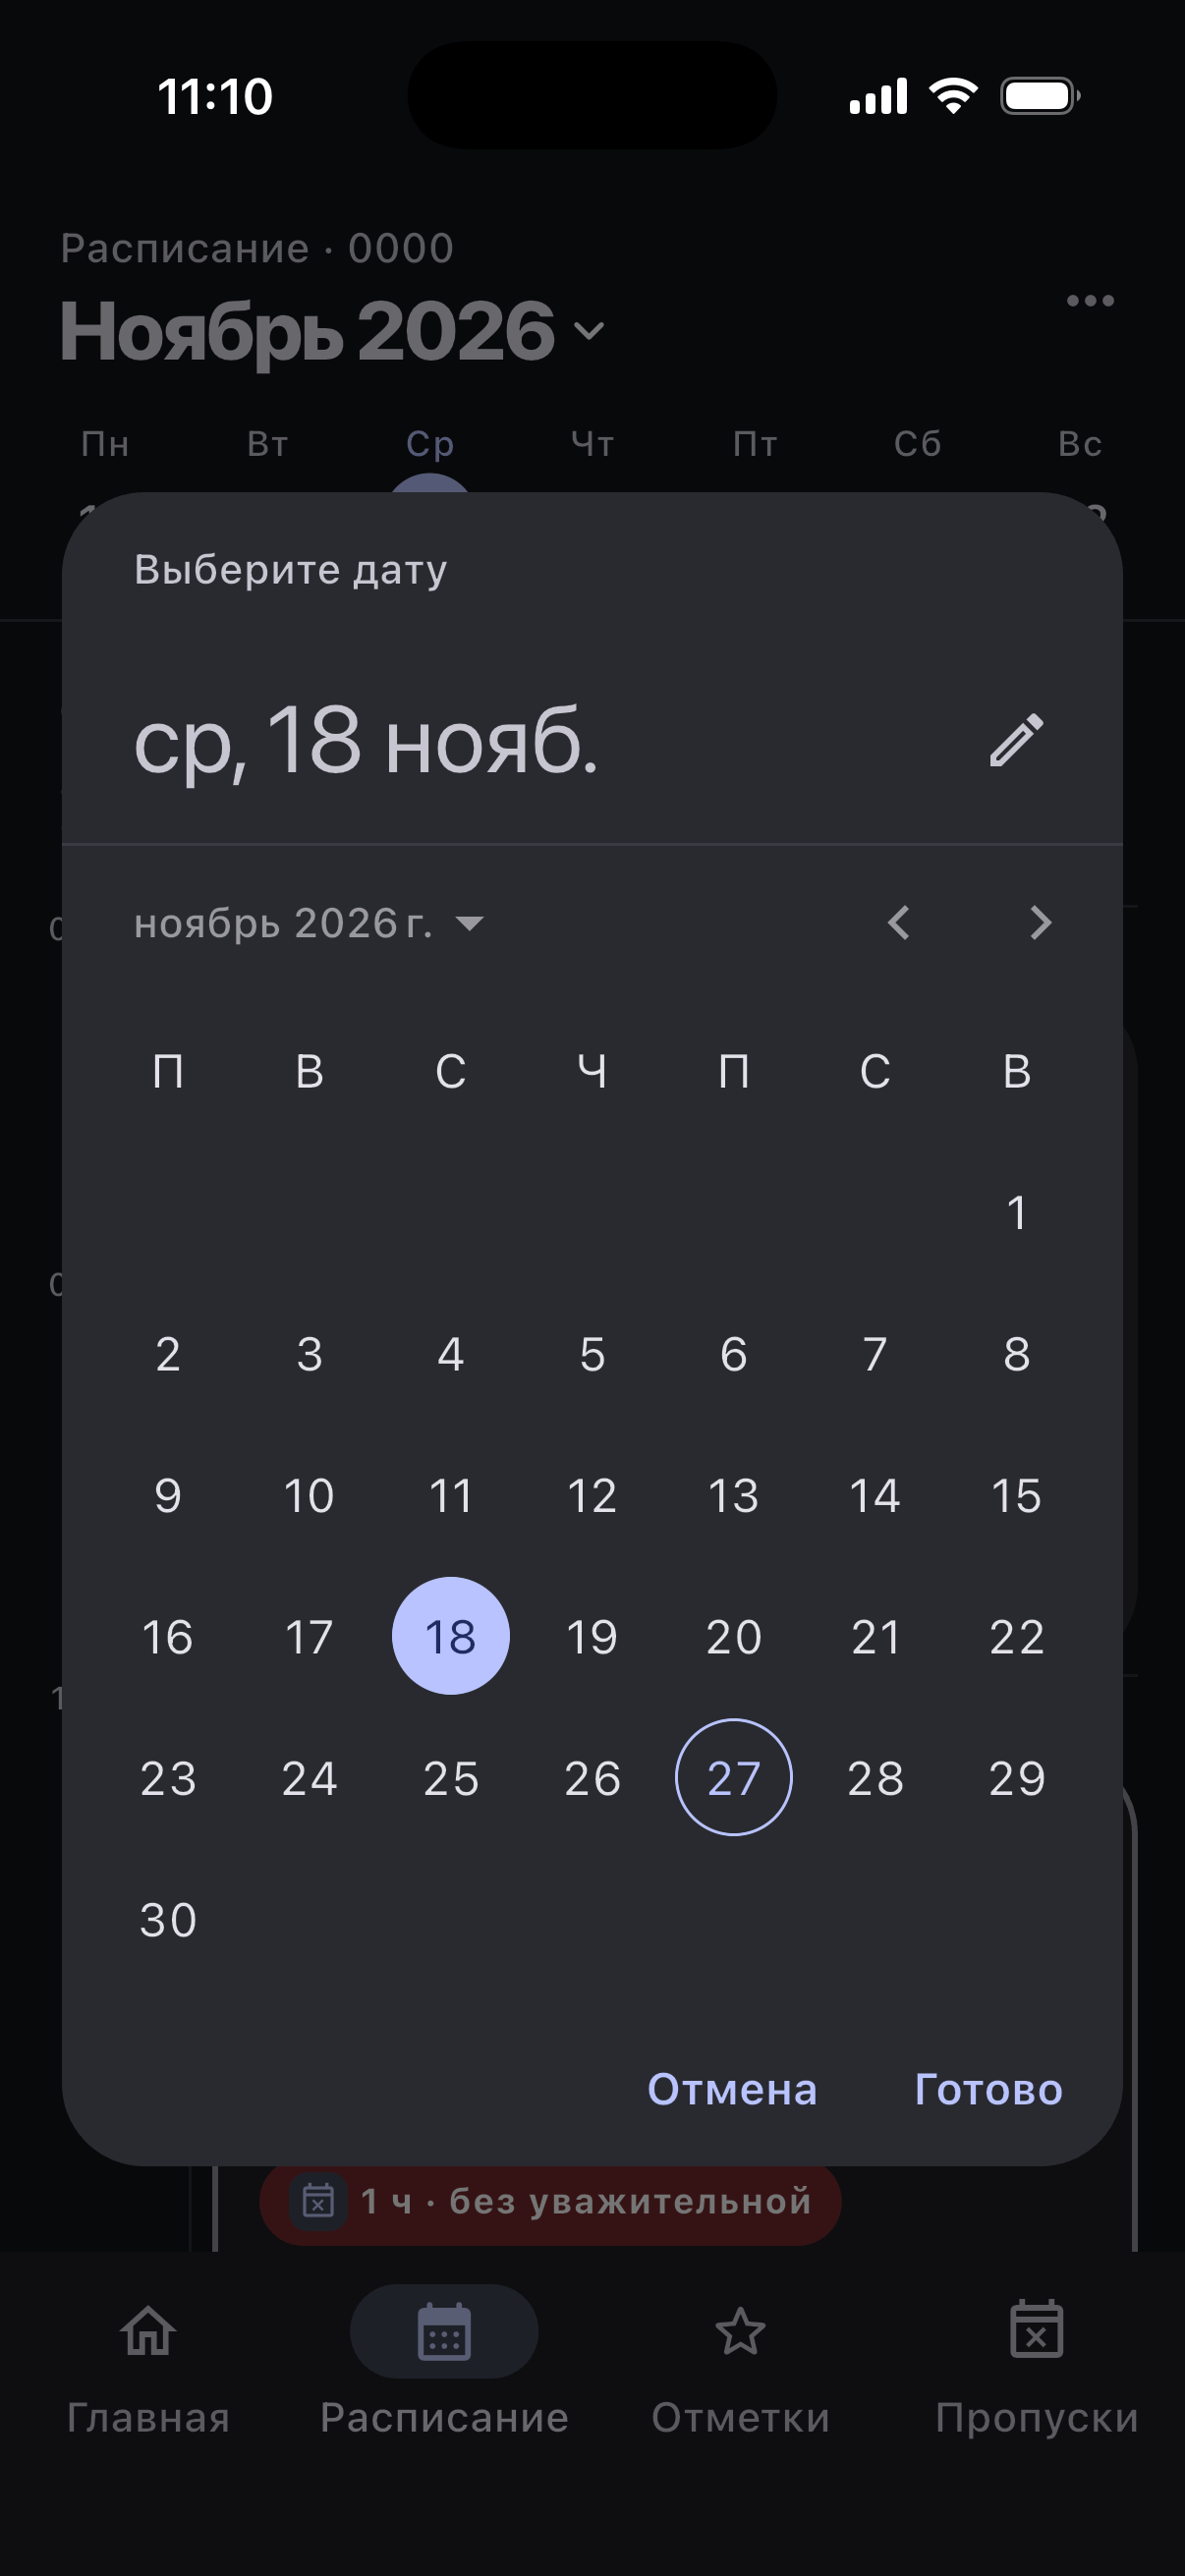 11:10
Расписание · 0000
Ноябрь 2026
Пн Вт Ср Чт Пт Сб Вс
Выберите дату
ср, 18 нояб.
ноябрь 2026 г.
П В С Ч П С В
1
2 3 4 5 6 7 8
9 10 11 12 13 14 15
16 17 18 19 20 21 22
23 24 25 26 27 28 29
30
Отмена Готово
1 ч · без уважительной
Главная Расписание Отметки Пропуски